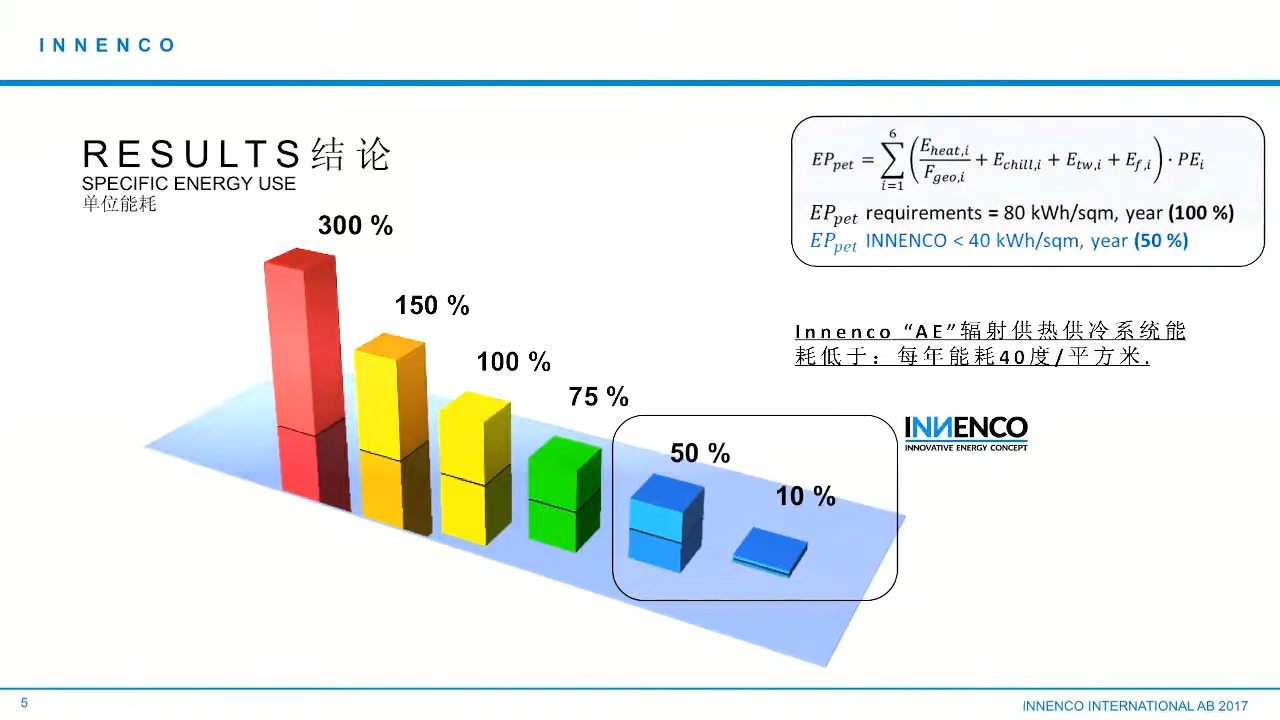 INNENCO
RESULTS结论
SPECIFIC ENERGY USE
单位能耗
300 %
150 %
100 %
75 %
50 %
10 %
EP_pet = ∑_{i=1}^{6} (E_heat,i / F_geo,i + E_chill,i + E_tw,i + E_f,i) · PE_i
EP_pet requirements = 80 kWh/sqm, year (100 %)
EP_pet INNENCO < 40 kWh/sqm, year (50 %)
Innenco “AE”辐射供热供冷系统能
耗低于：每年能耗40度/平方米.
INNENCO
INNOVATIVE ENERGY CONCEPT
5
INNENCO INTERNATIONAL AB 2017